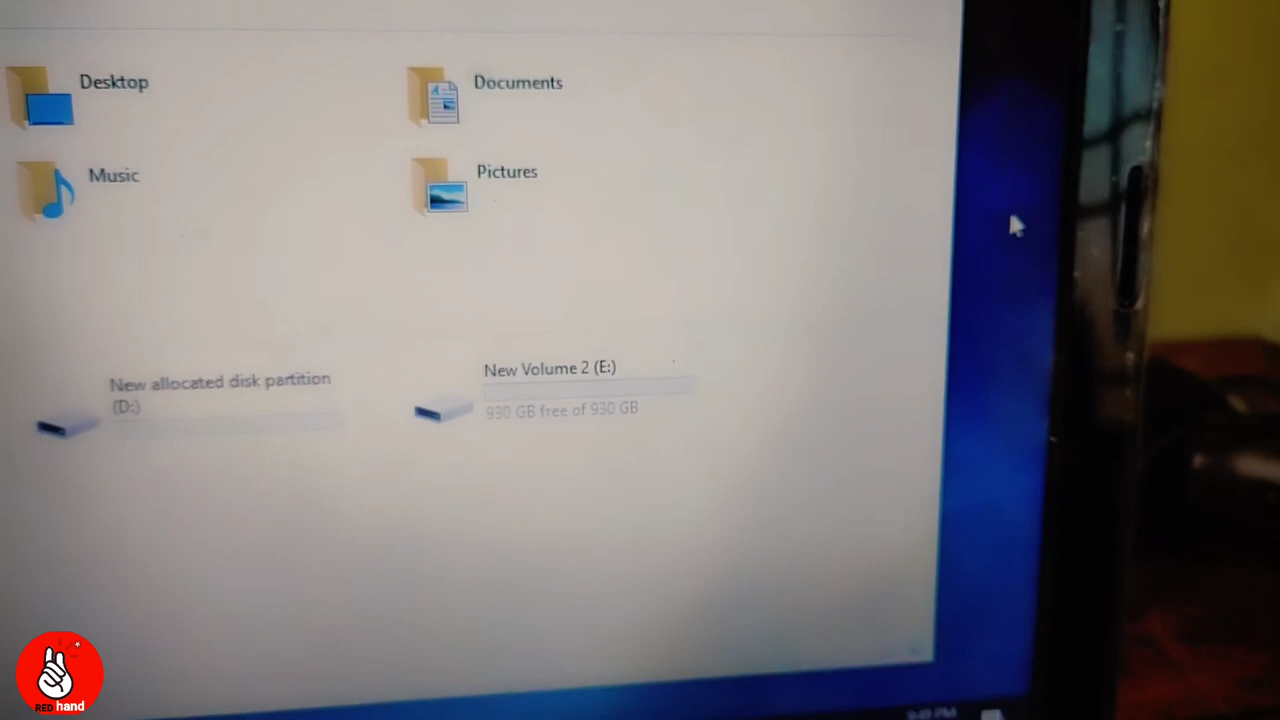 Desktop
Documents
Music
Pictures
New allocated disk partition
(D:)
New Volume 2 (E:)
930 GB free of 930 GB
RED hand